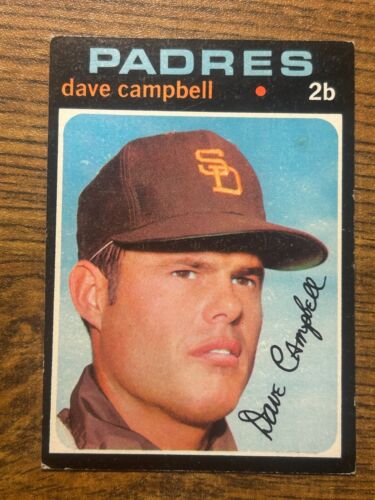 PADRES
dave campbell • 2b
SD
Dave Campbell